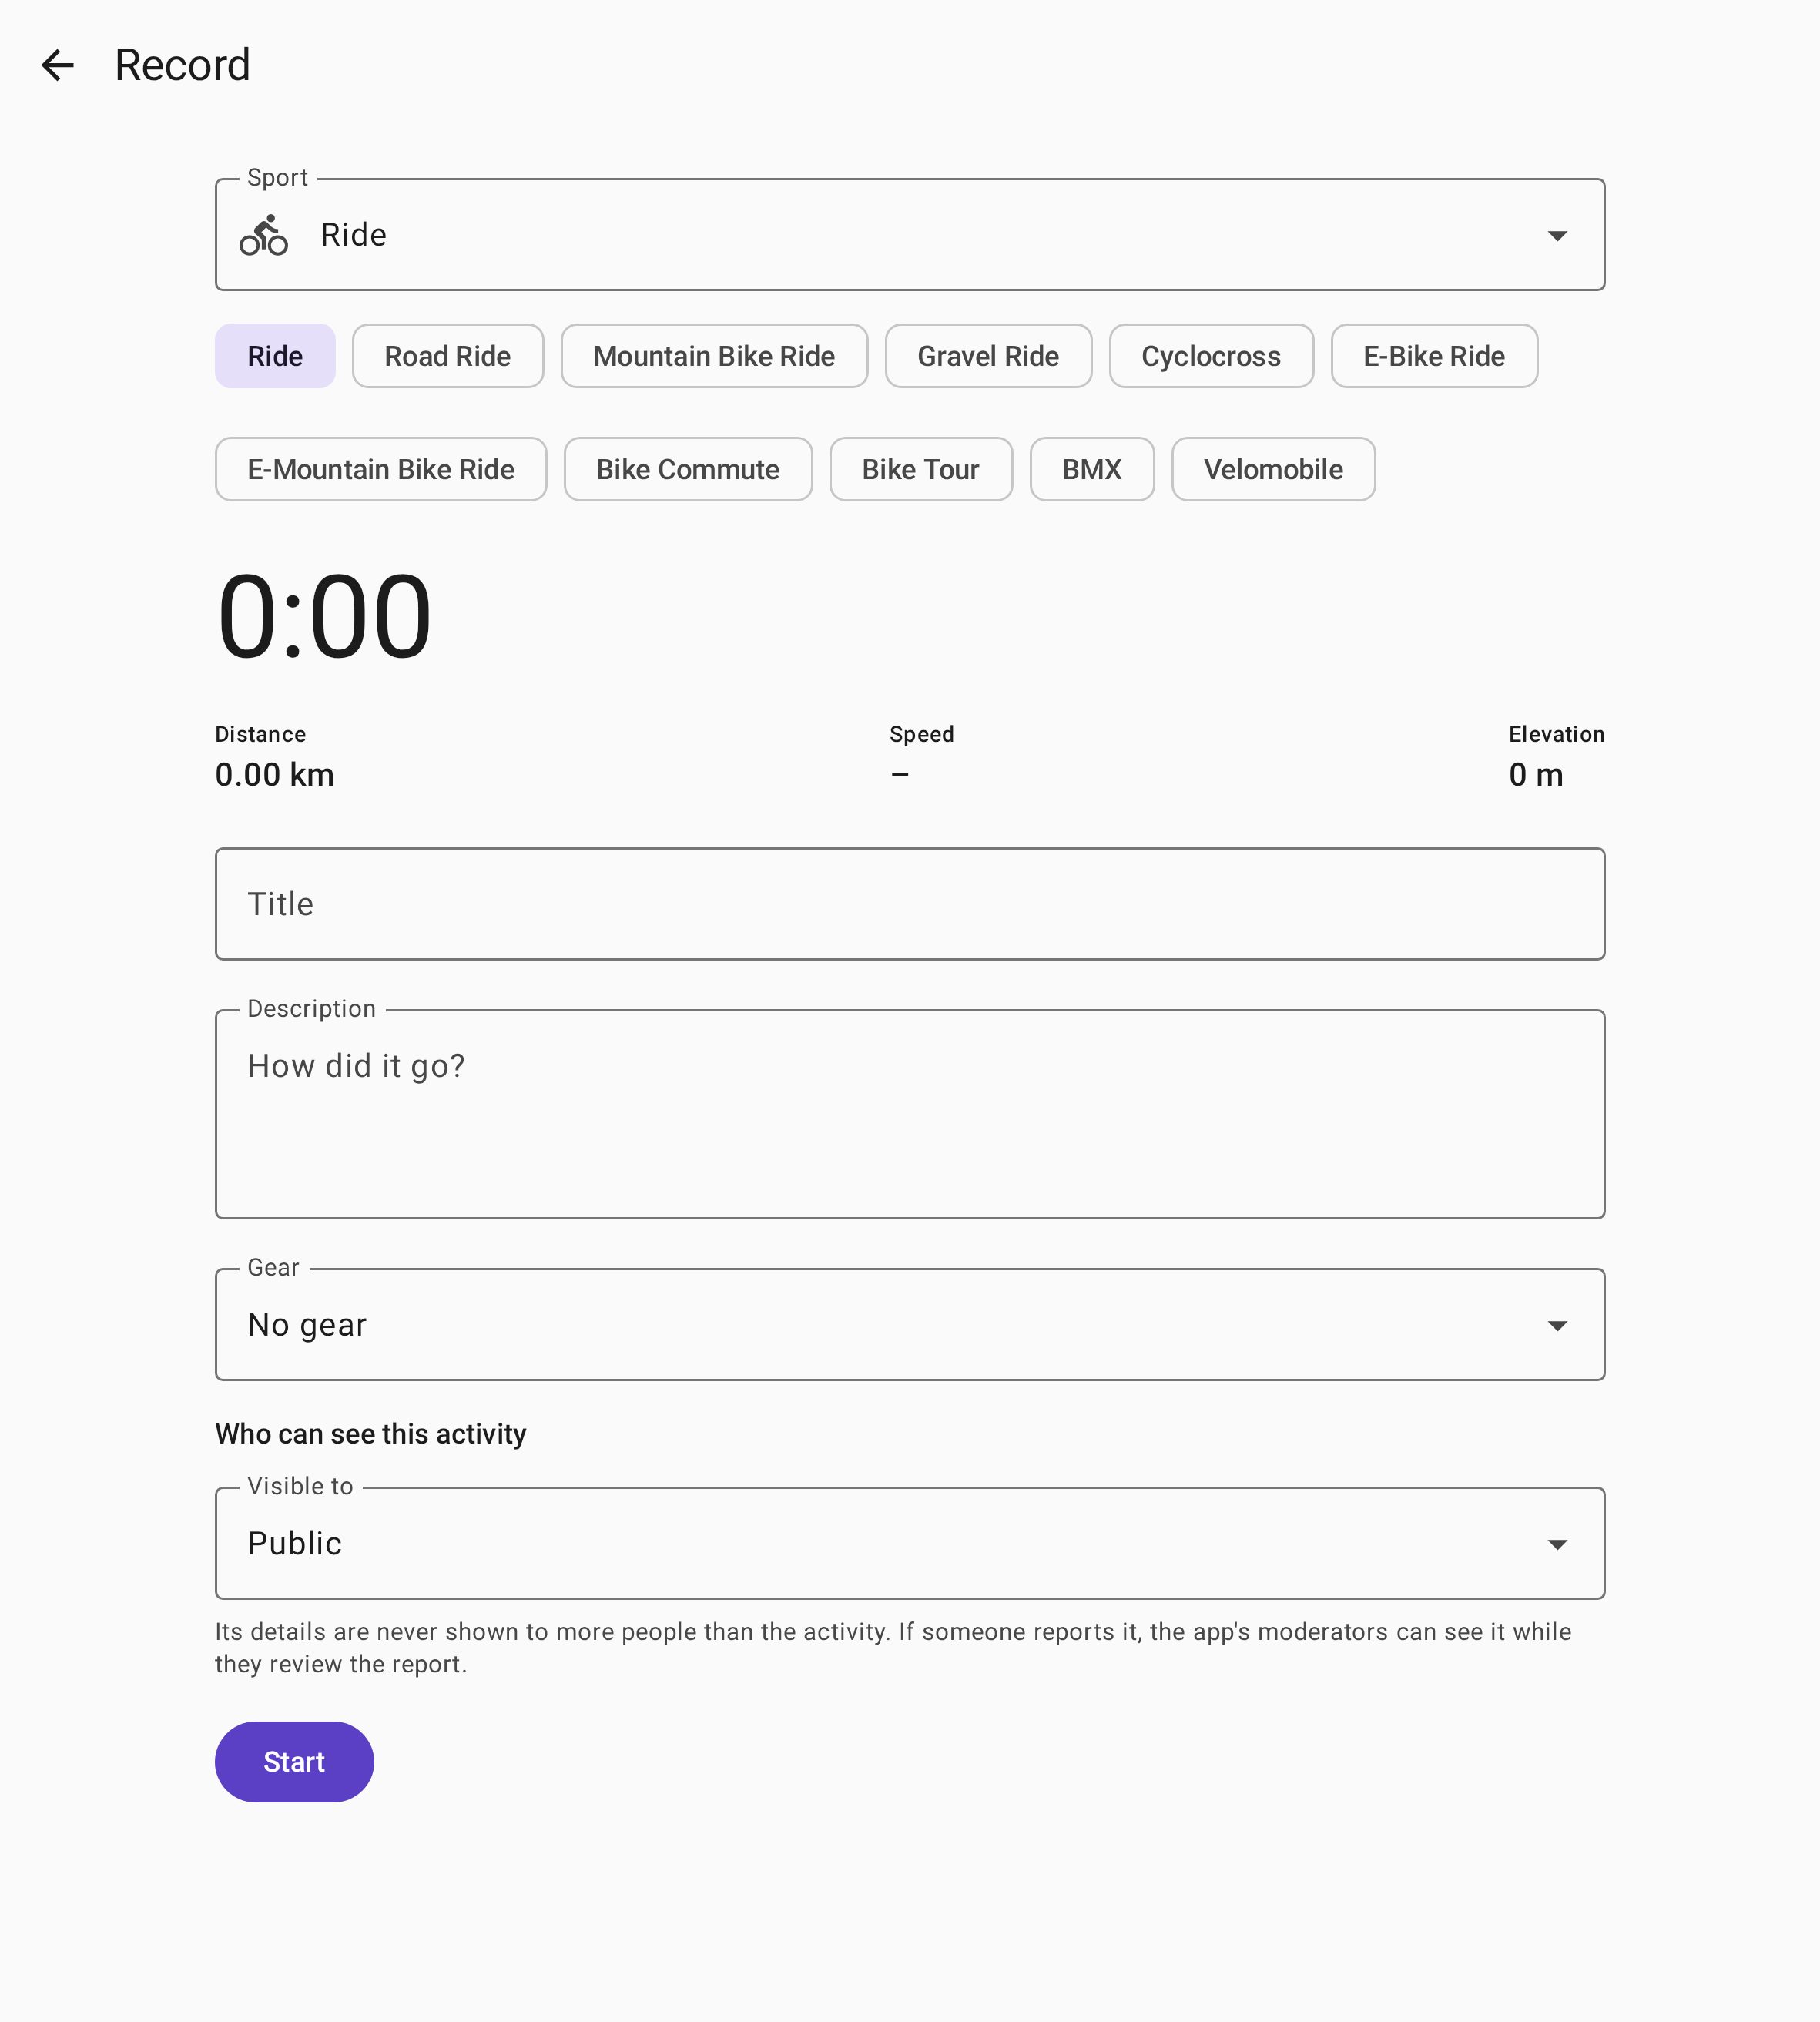 Record
Sport
Ride
Ride
Road Ride
Mountain Bike Ride
Gravel Ride
Cyclocross
E-Bike Ride
E-Mountain Bike Ride
Bike Commute
Bike Tour
BMX
Velomobile
0:00
Distance
0.00 km
Speed
–
Elevation
0 m
Title
Description
How did it go?
Gear
No gear
Who can see this activity
Visible to
Public
Its details are never shown to more people than the activity. If someone reports it, the app's moderators can see it while
they review the report.
Start